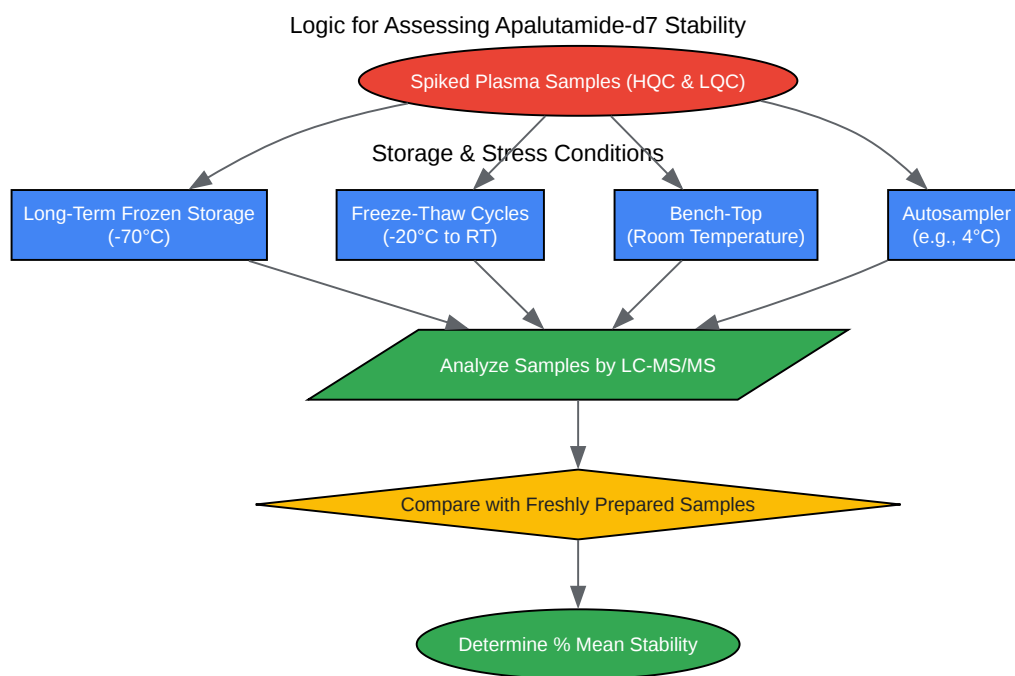 Logic for Assessing Apalutamide-d7 Stability
Spiked Plasma Samples (HQC & LQC)
Storage & Stress Conditions
Long-Term Frozen Storage
(-70°C)
Freeze-Thaw Cycles
(-20°C to RT)
Bench-Top
(Room Temperature)
Autosampler
(e.g., 4°C)
Analyze Samples by LC-MS/MS
Compare with Freshly Prepared Samples
Determine % Mean Stability